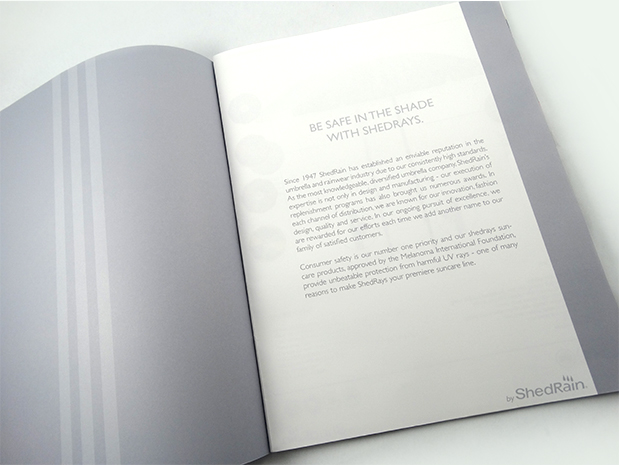 BE SAFE IN THE SHADE
WITH SHEDRAYS.
Since 1947 ShedRain has established an enviable reputation in the
umbrella and rainwear industry due to our consistently high standards.
As the most knowledgeable, diversified umbrella company, ShedRain's
expertise is not only in design and manufacturing - our execution of
replenishment programs has also brought us numerous awards. In
each channel of distribution, we are known for our innovation, fashion
design, quality and service. In our ongoing pursuit of excellence, we
are rewarded for our efforts each time we add another name to our
family of satisfied customers.
Consumer safety is our number one priority and our shedrays sun-
care products, approved by the Melanoma International Foundation,
provide unbeatable protection from harmful UV rays - one of many
reasons to make ShedRays your premiere suncare line.
by ShedRain